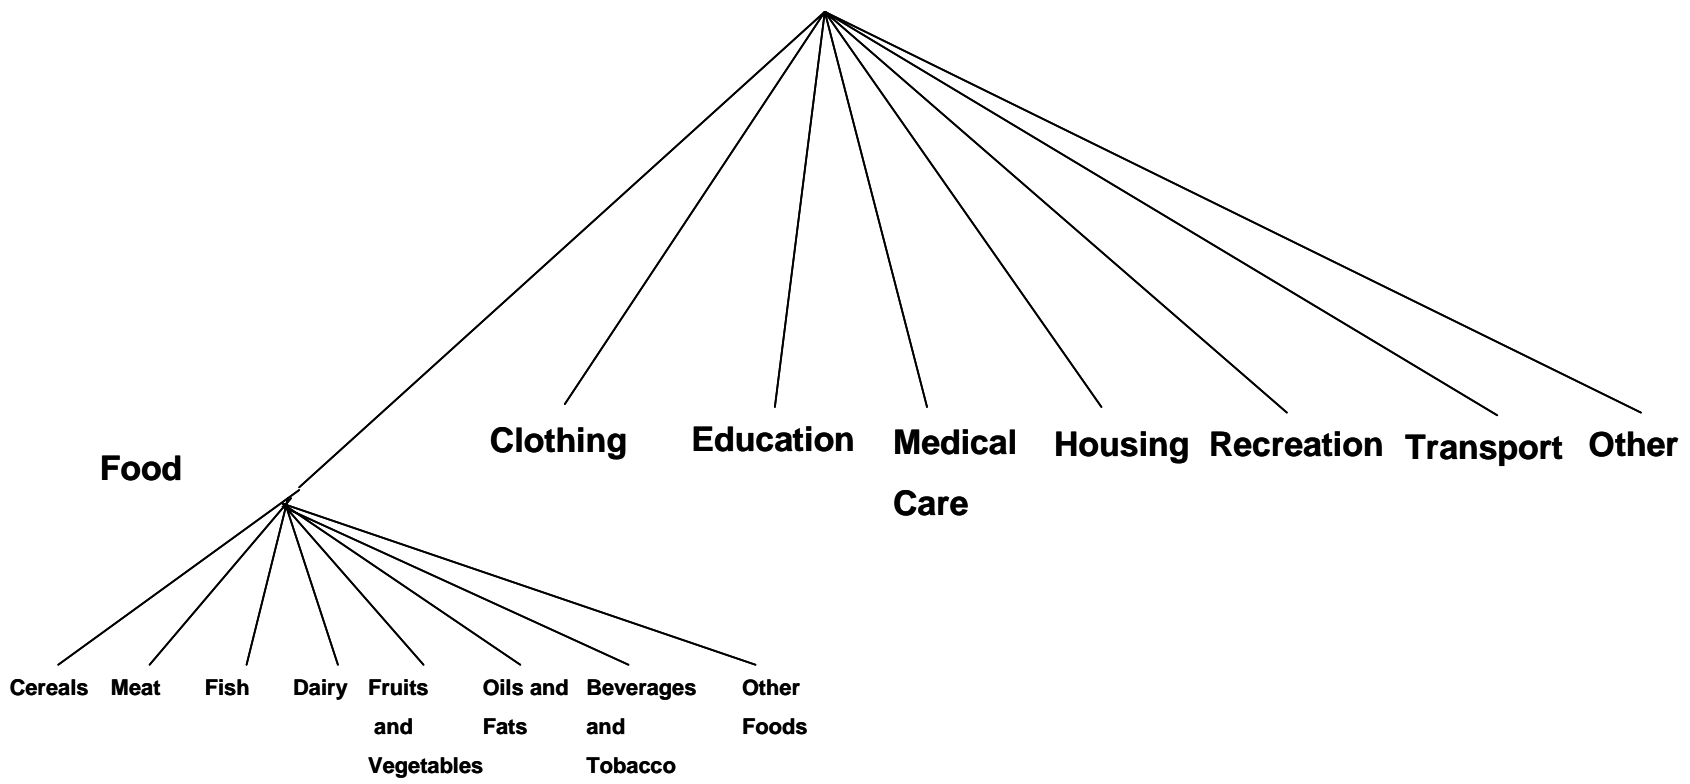 Clothing Education Medical Housing Recreation Transport Other
Food
Care
Cereals Meat Fish Dairy Fruits Oils and Beverages Other
and Fats and Foods
Vegetables Tobacco